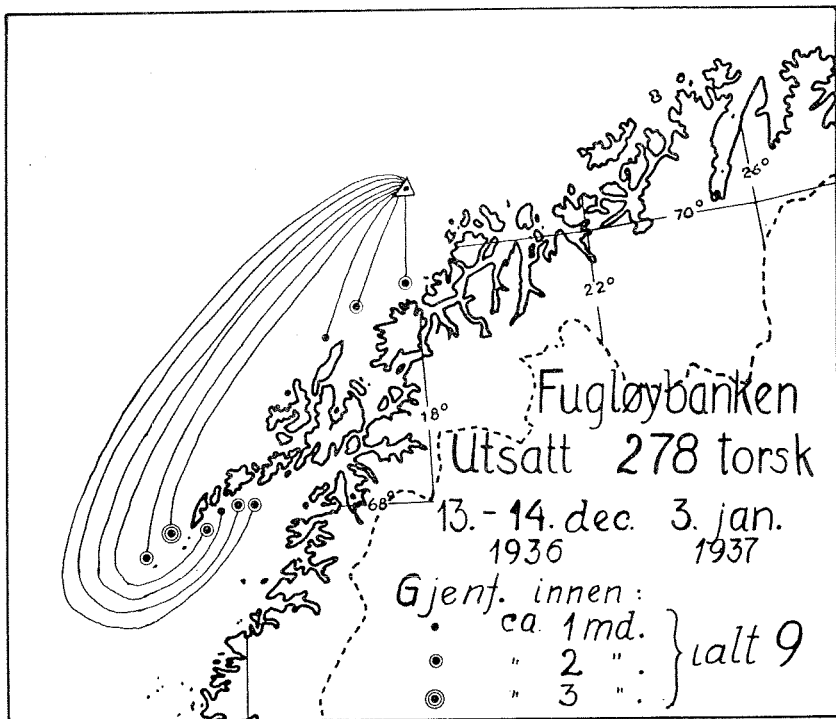 26°
70°
22°
18°
68°
Fugløybanken
Utsatt 278 torsk
13.-14. dec. 3. jan.
1936 1937
Gjenf. innen:
ca. 1 md.
" 2 ".
" 3 ".
ialt 9